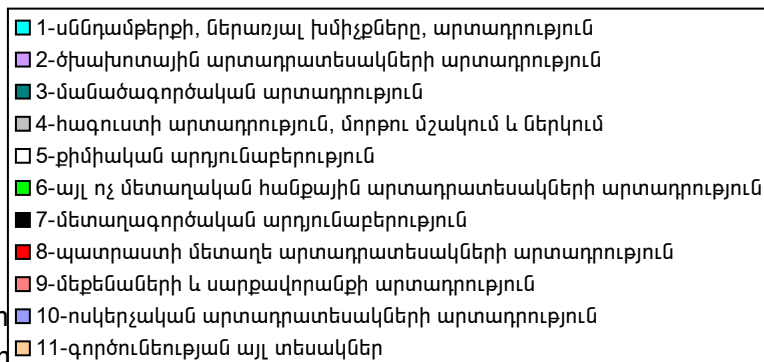 1-սննդամթերքի, ներառյալ խմիչքները, արտադրություն
2-ծխախոտային արտադրատեսակների արտադրություն
3-մանածագործական արտադրություն
4-հագուստի արտադրություն, մորթու մշակում և ներկում
5-քիմիական արդյունաբերություն
6-այլ ոչ մետաղական հանքային արտադրատեսակների արտադրություն
7-մետաղագործական արդյունաբերություն
8-պատրաստի մետաղե արտադրատեսակների արտադրություն
9-մեքենաների և սարքավորանքի արտադրություն
10-ոսկերչական արտադրատեսակների արտադրություն
11-գործունեության այլ տեսակներ